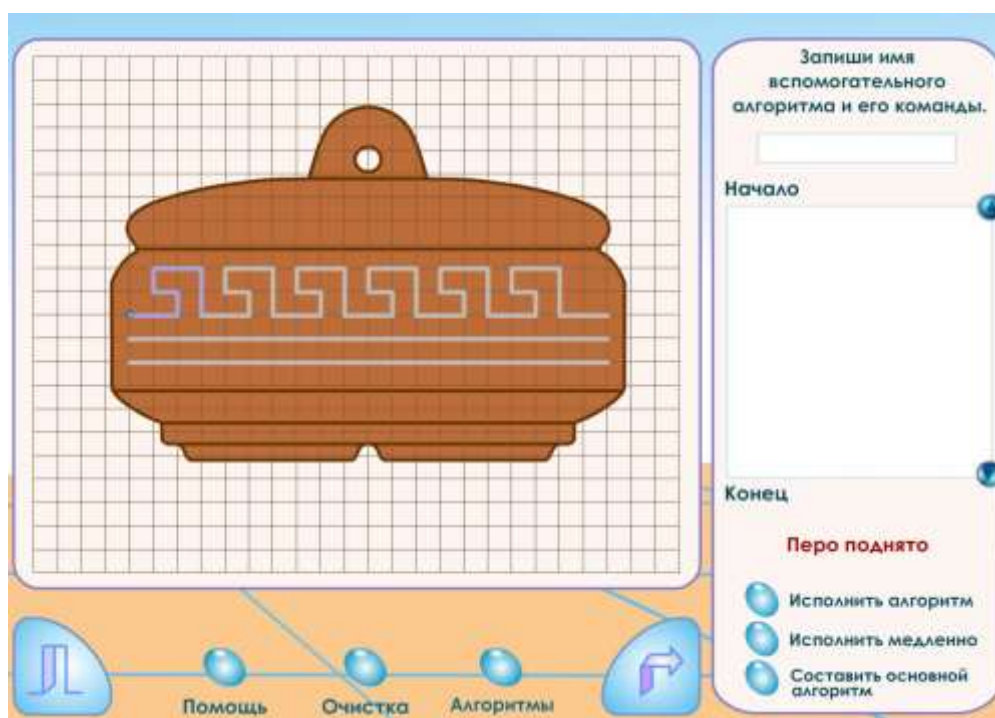 Запиши имя
вспомогательного
алгоритма и его команды.
Начало
Конец
Перо поднято
Исполнить алгоритм
Исполнить медленно
Составить основной
алгоритм
Помощь
Очистка
Алгоритмы